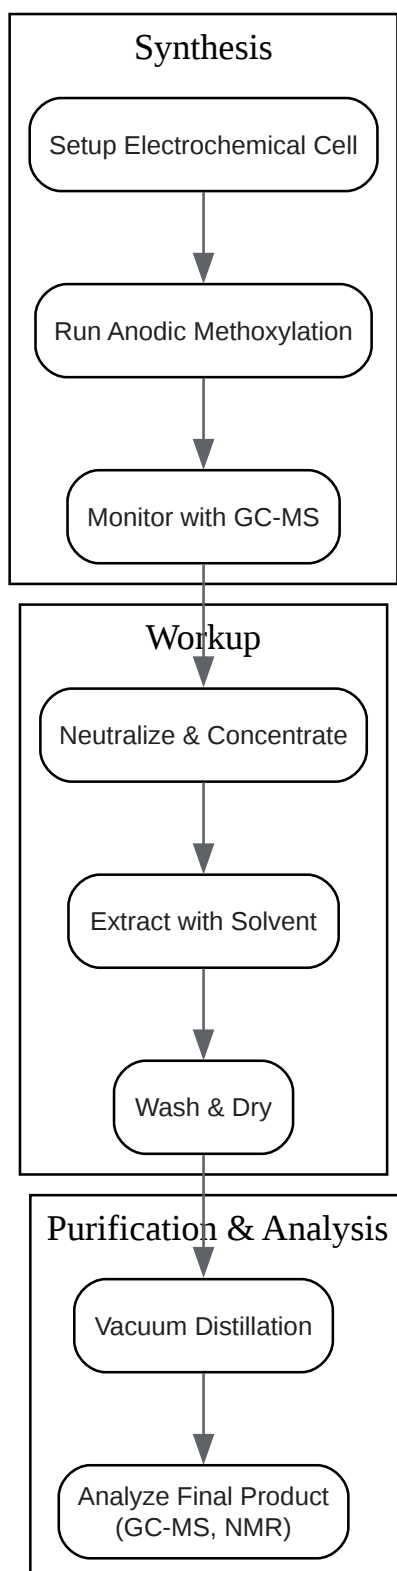 Synthesis
Setup Electrochemical Cell
Run Anodic Methoxylation
Monitor with GC-MS
Workup
Neutralize & Concentrate
Extract with Solvent
Wash & Dry
Purification & Analysis
Vacuum Distillation
Analyze Final Product
(GC-MS, NMR)